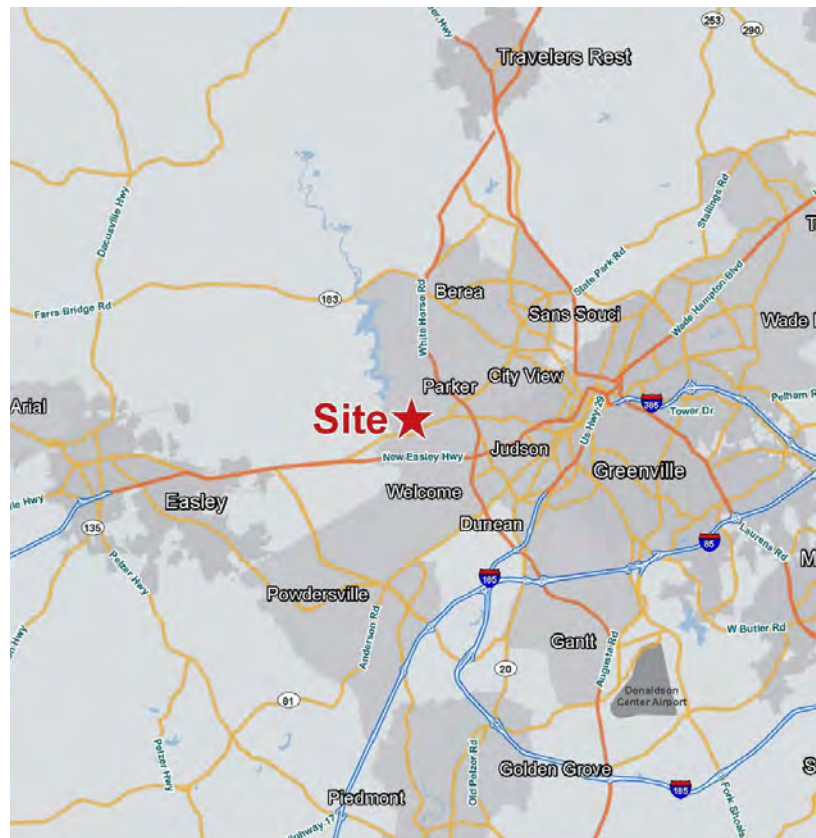 253
290
Travelers Rest
Stallings Rd
Dacusville Hwy
State Park Rd
Wade Hampton Blvd
183
Farrs Bridge Rd
Berea
White Horse Rd
Sans Souci
City View
Parker
Pelham
Arial
Site
385
Tower Dr
Us Hwy 29
Judson
New Easley Hwy
Greenville
Welcome
Easley
Dunean
135
85
Laurens Rd
Pelzer Hwy
185
Powdersville
W Butler Rd
Gantt
Anderson Rd
Augusta Rd
20
Donaldson
Center Airport
81
Pelzer Hwy
Old Pelzer Rd
Golden Grove
185
Piedmont